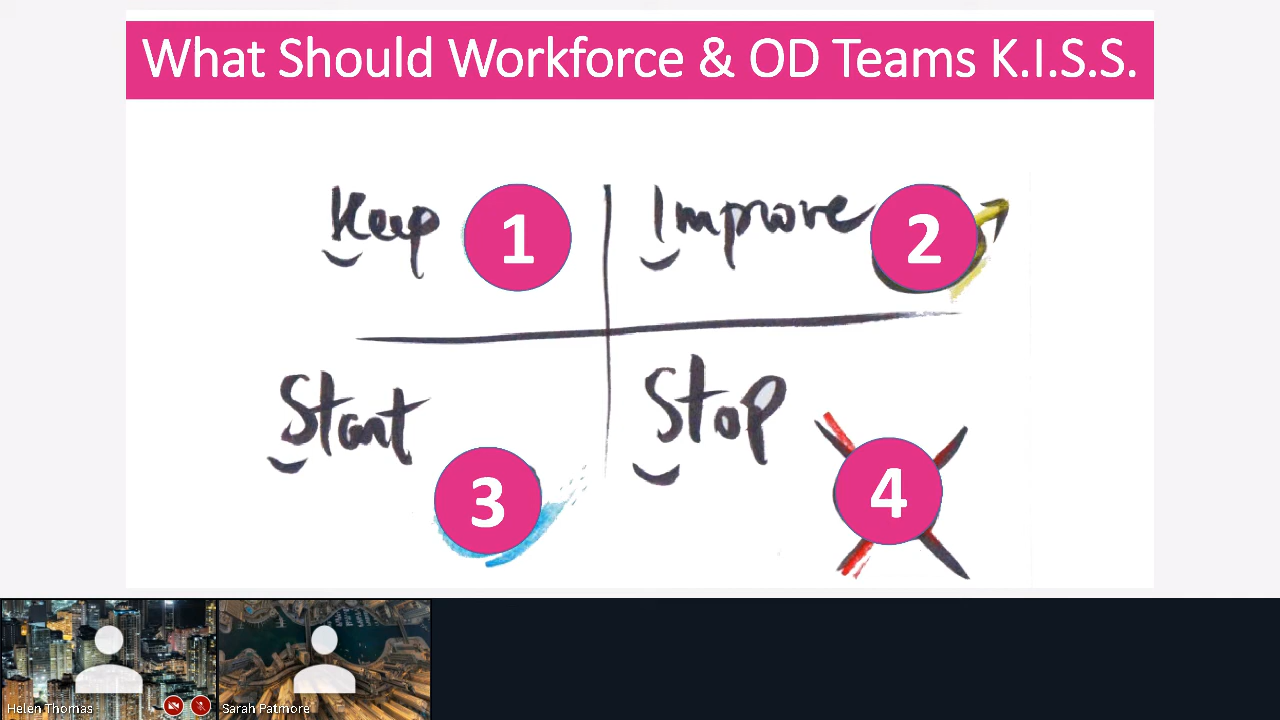 What Should Workforce & OD Teams K.I.S.S.
Keep 1
Improve 2
Start
Stop
3
4
Helen Thomas
Sarah Patmore